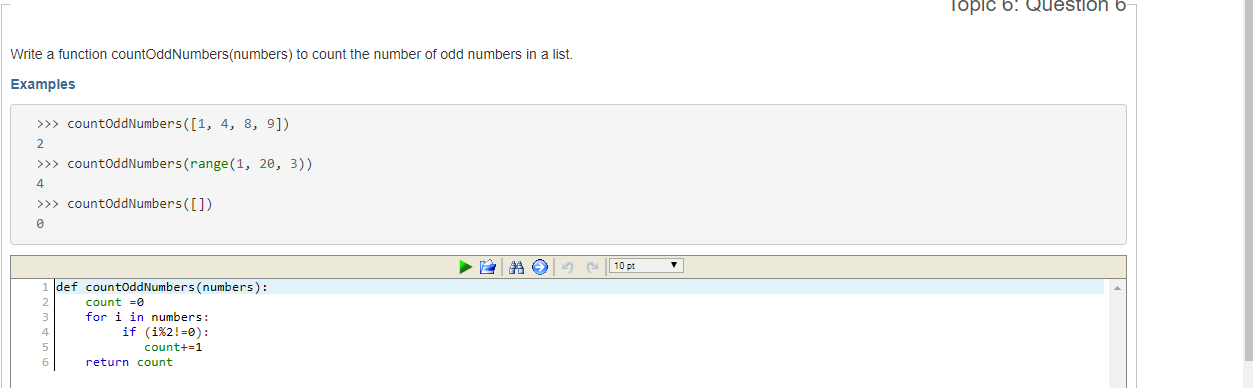 Topic 6: Question 6
Write a function countOddNumbers(numbers) to count the number of odd numbers in a list.
Examples
>>> countOddNumbers([1, 4, 8, 9])
2
>>> countOddNumbers(range(1, 20, 3))
4
>>> countOddNumbers([])
0
10 pt
1 def countOddNumbers(numbers):
2     count =0
3     for i in numbers:
4          if (i%2!=0):
5             count+=1
6     return count